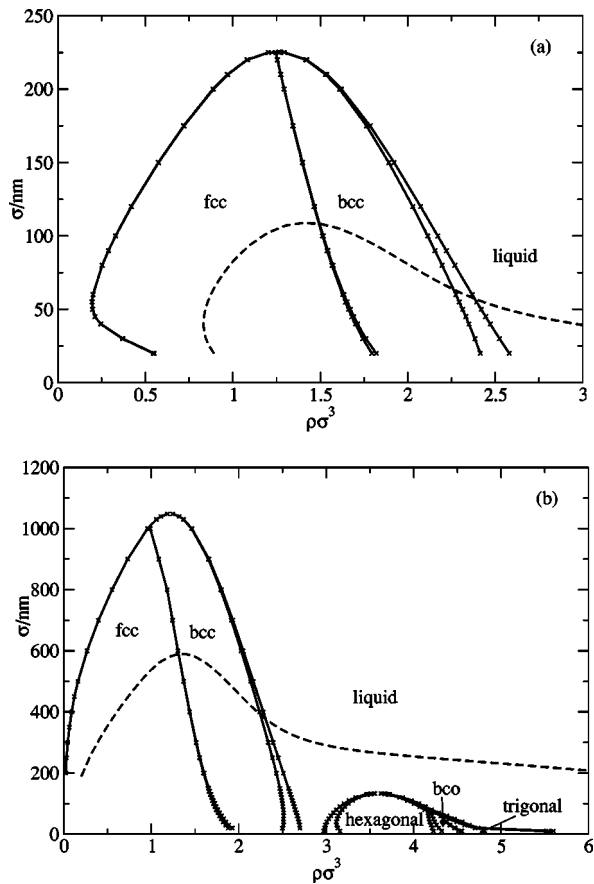 (a)
250
200
150
100
50
0
σ/nm
fcc
bcc
liquid
0
0.5
1
1.5
2
2.5
3
ρσ³
(b)
1200
1000
800
600
400
200
0
σ/nm
fcc
bcc
liquid
bco
hexagonal
trigonal
0
1
2
3
4
5
6
ρσ³